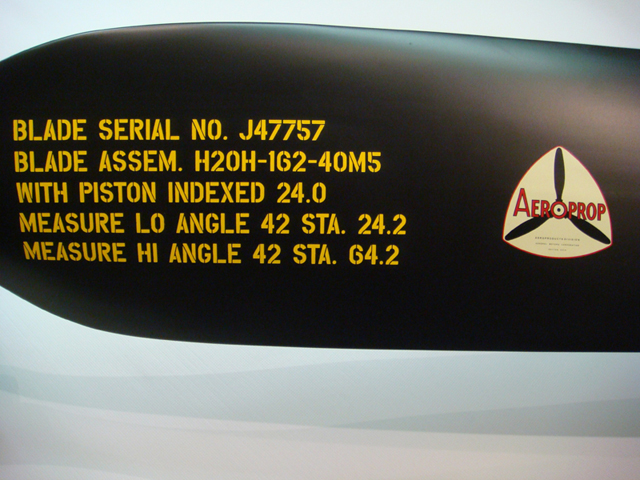 BLADE SERIAL NO. J47757
BLADE ASSEM. H20H-162-40M5
WITH PISTON INDEXED 24.0
MEASURE LO ANGLE 42 STA. 24.2
MEASURE HI ANGLE 42 STA. 64.2
AEROPROP